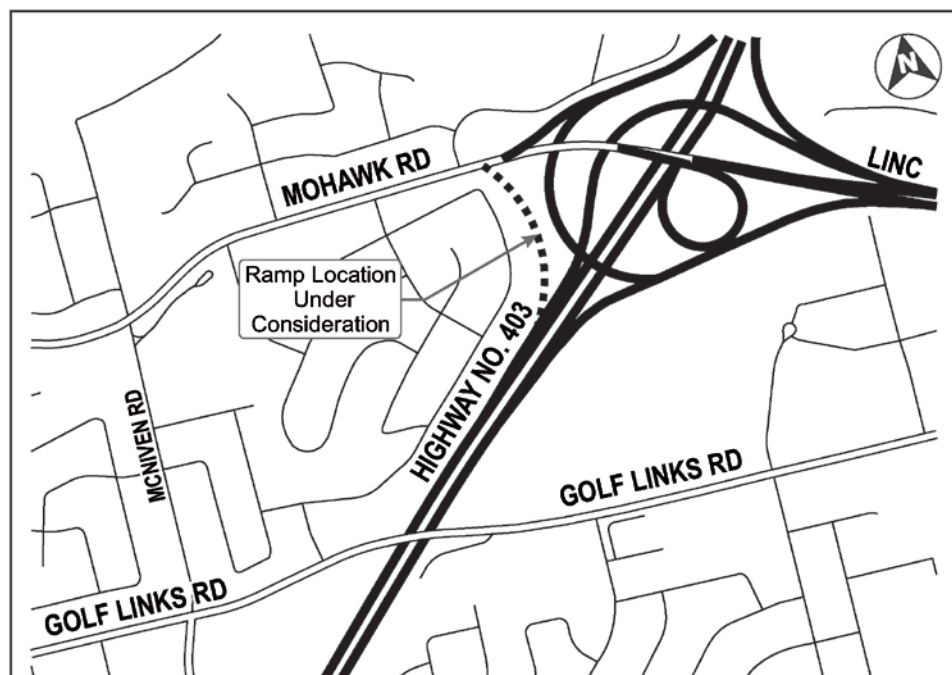 N
LINC
MOHAWK RD
Ramp Location
Under
Consideration
HIGHWAY NO. 403
MCNIVEN RD
GOLF LINKS RD
GOLF LINKS RD